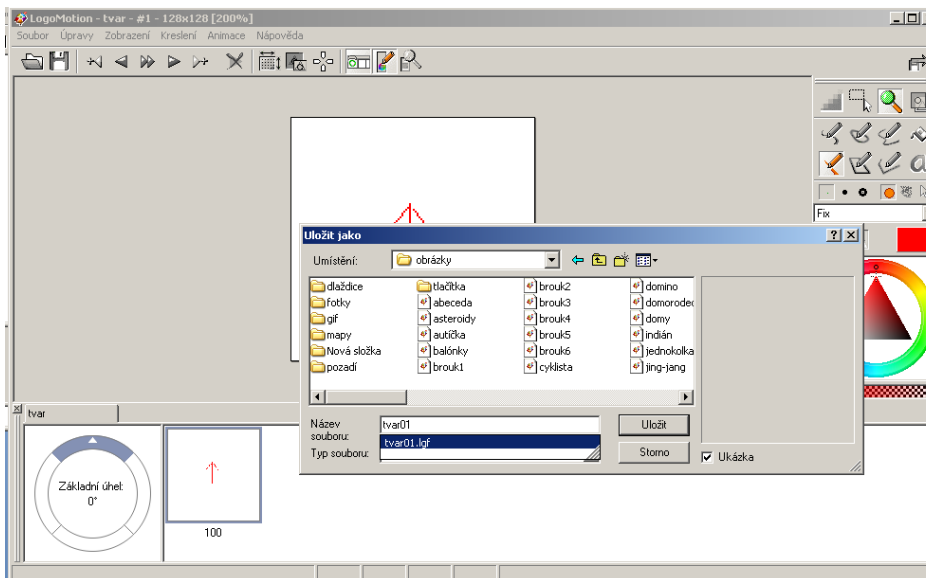 LogoMotion - tvar - #1 - 128x128 [200%]
Soubor Úpravy Zobrazení Kreslení Animace Nápověda
Fix
Uložit jako
Umístění: obrázky
dlaždice tlačítka brouk2 domino
fotky abeceda brouk3 domorodec
gif asteroidy brouk4 domy
mapy autíčka brouk5 indián
Nová složka balónky brouk6 jednokolka
pozadí brouk1 cyklista jing-jang
Název souboru: tvar01 Uložit
tvar01.lgf
Typ souboru: Storno Ukázka
tvar
Základní úhel:
0°
100